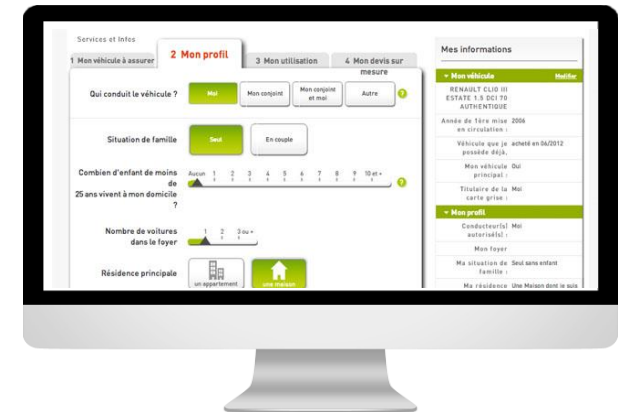 Services et Infos
1 Mon véhicule à assurer
2 Mon profil
3 Mon utilisation
4 Mon devis sur
mesure
Qui conduit le véhicule ?
Moi
Mon conjoint
Mon conjoint
et moi
Autre
?
Situation de famille
Seul
En couple
Combien d'enfant de moins
de
25 ans vivent à mon domicile
?
Aucun 1 2 3 4 5 6 7 8 9 10 et +
?
Nombre de voitures
dans le foyer
1 2 3 ou +
Résidence principale
un appartement
une maison
Mes informations
Mon véhicule Modifier
RENAULT CLIO III
ESTATE 1.5 DCI 70
AUTHENTIQUE
Année de 1ère mise 2006
en circulation :
Véhicule que je acheté en 06/2012
possède déjà,
Mon véhicule Oui
principal :
Titulaire de la Moi
carte grise :
Mon profil
Conducteur(s) Moi
autorisé(s) :
Mon foyer
Ma situation de Seul sans enfant
famille :
Ma résidence Une Maison dont je suis